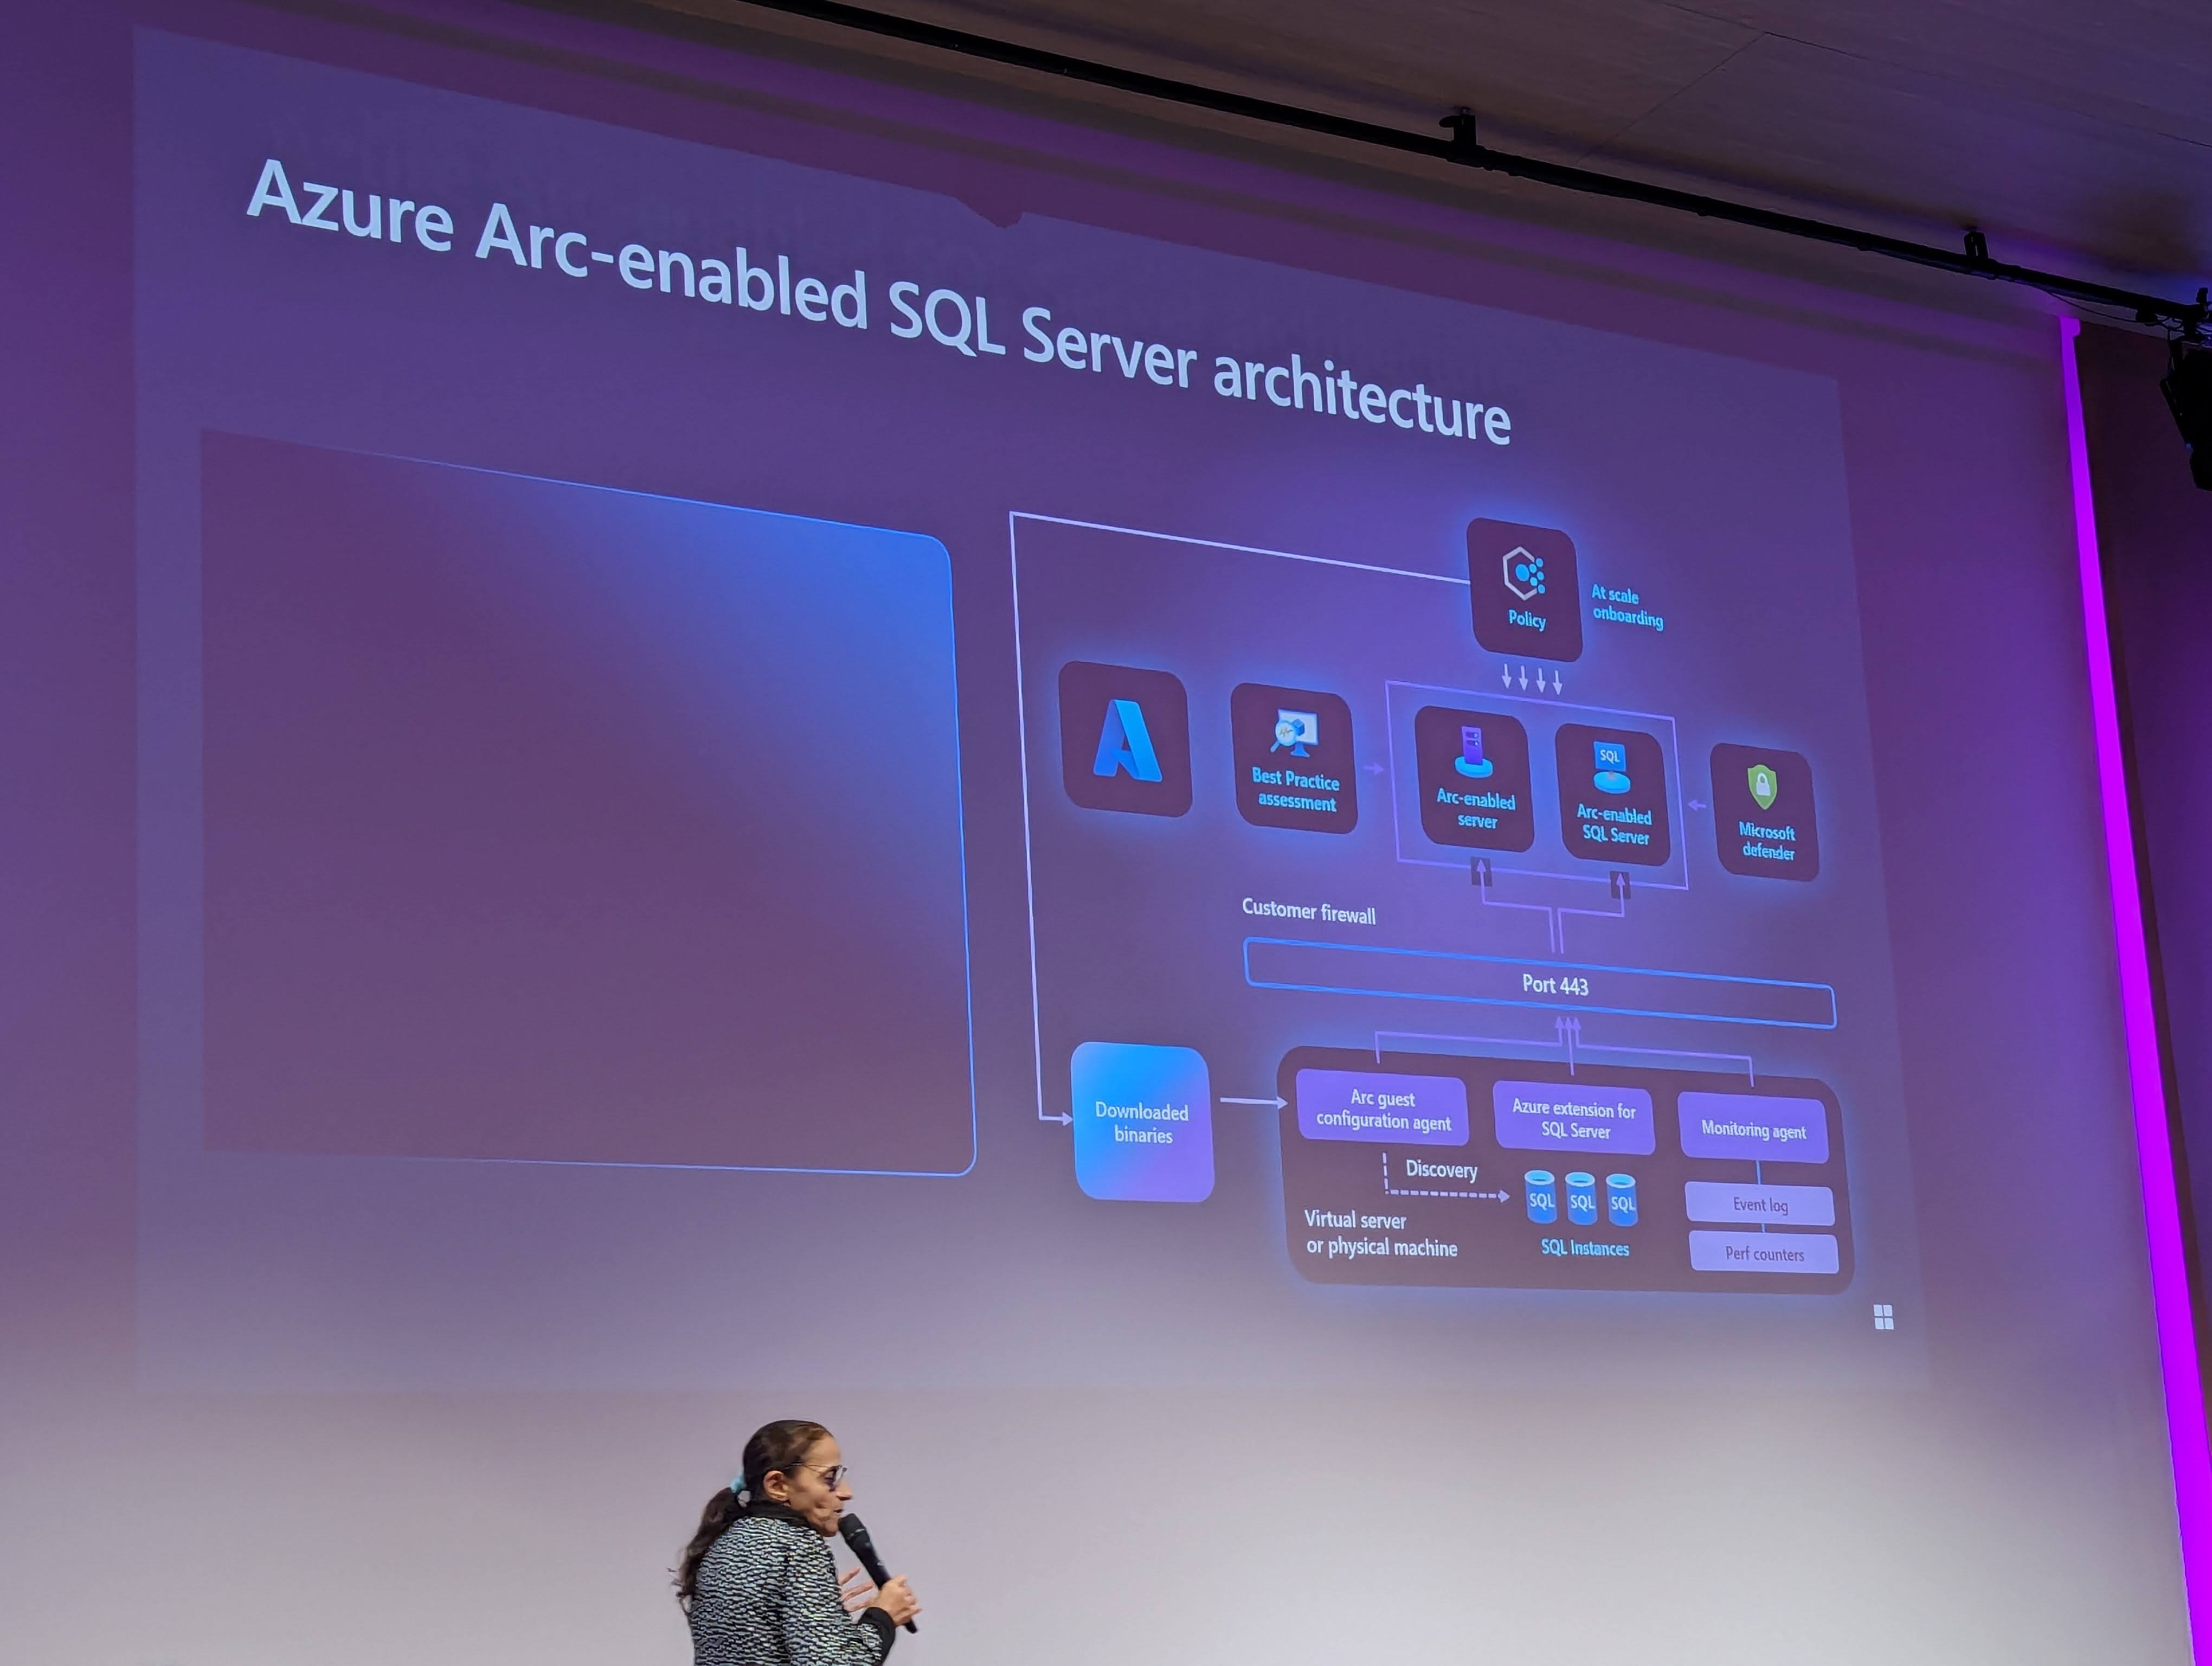 Azure Arc-enabled SQL Server architecture
Policy
At scale
onboarding
Best Practice
assessment
Arc-enabled
server
SQL
Arc-enabled
SQL Server
Microsoft
defender
Customer firewall
Port 443
Downloaded
binaries
Arc guest
configuration agent
Azure extension for
SQL Server
Monitoring agent
Discovery
SQL SQL SQL
SQL Instances
Virtual server
or physical machine
Event log
Perf counters